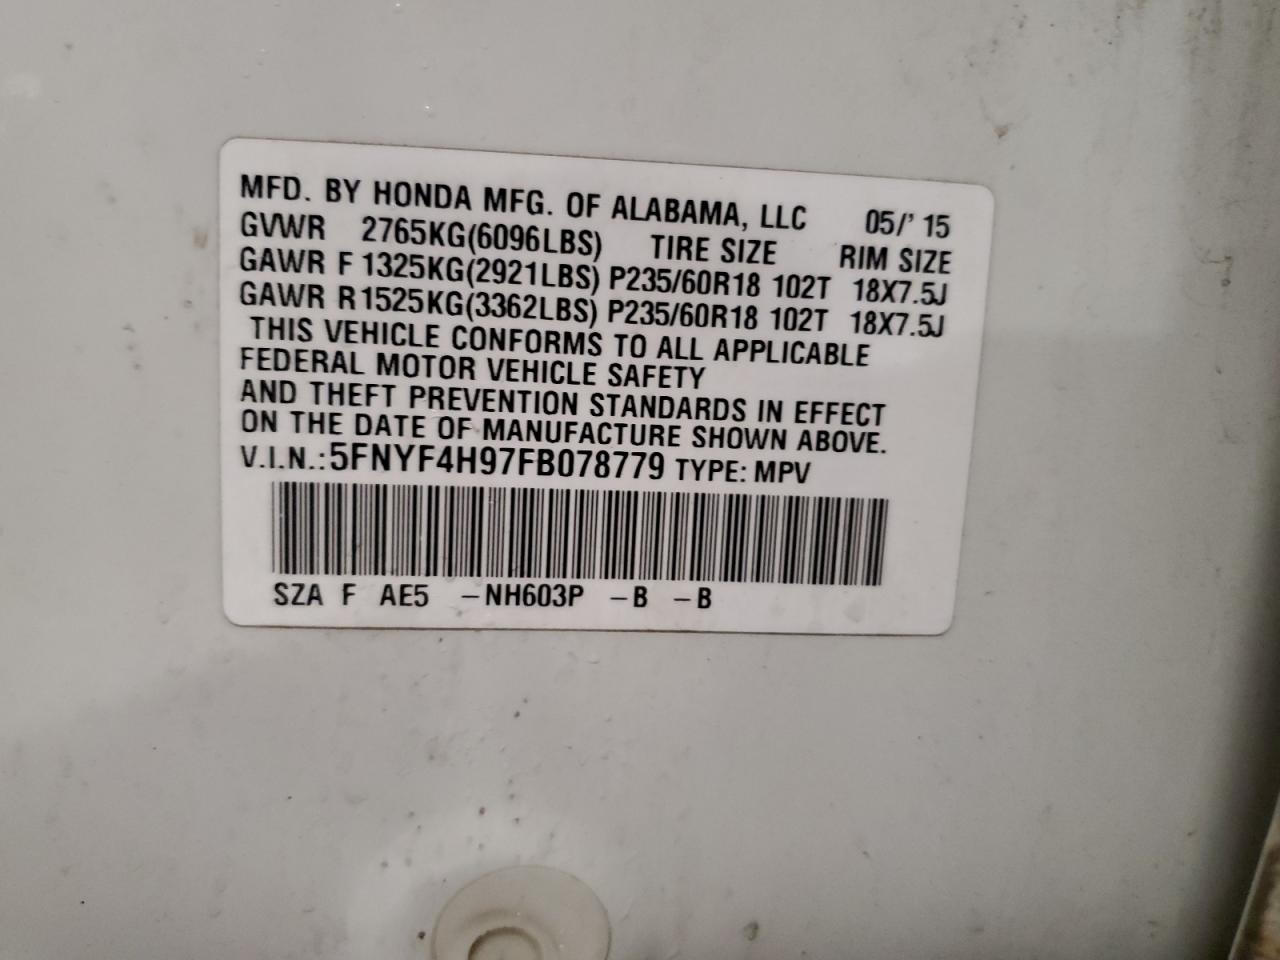 MFD. BY HONDA MFG. OF ALABAMA, LLC 05/' 15
GVWR 2765KG(6096LBS) TIRE SIZE RIM SIZE
GAWR F 1325KG(2921LBS) P235/60R18 102T 18X7.5J
GAWR R1525KG(3362LBS) P235/60R18 102T 18X7.5J
THIS VEHICLE CONFORMS TO ALL APPLICABLE
FEDERAL MOTOR VEHICLE SAFETY
AND THEFT PREVENTION STANDARDS IN EFFECT
ON THE DATE OF MANUFACTURE SHOWN ABOVE.
V.I.N.: 5FNYF4H97FB078779 TYPE: MPV
SZA F AE5 -NH603P -B -B